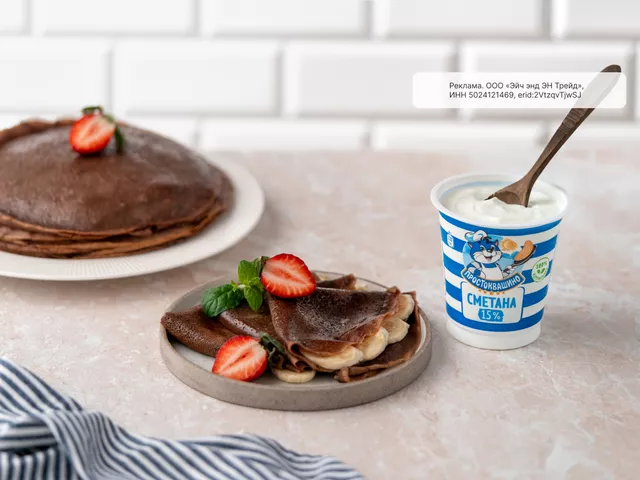 Реклама. ООО «Эйч энд ЭН Трейд»,
ИНН 5024121469, erid:2VtzqvTjwSJ
ПРОСТОКВАШИНО
СМЕТАНА
15%